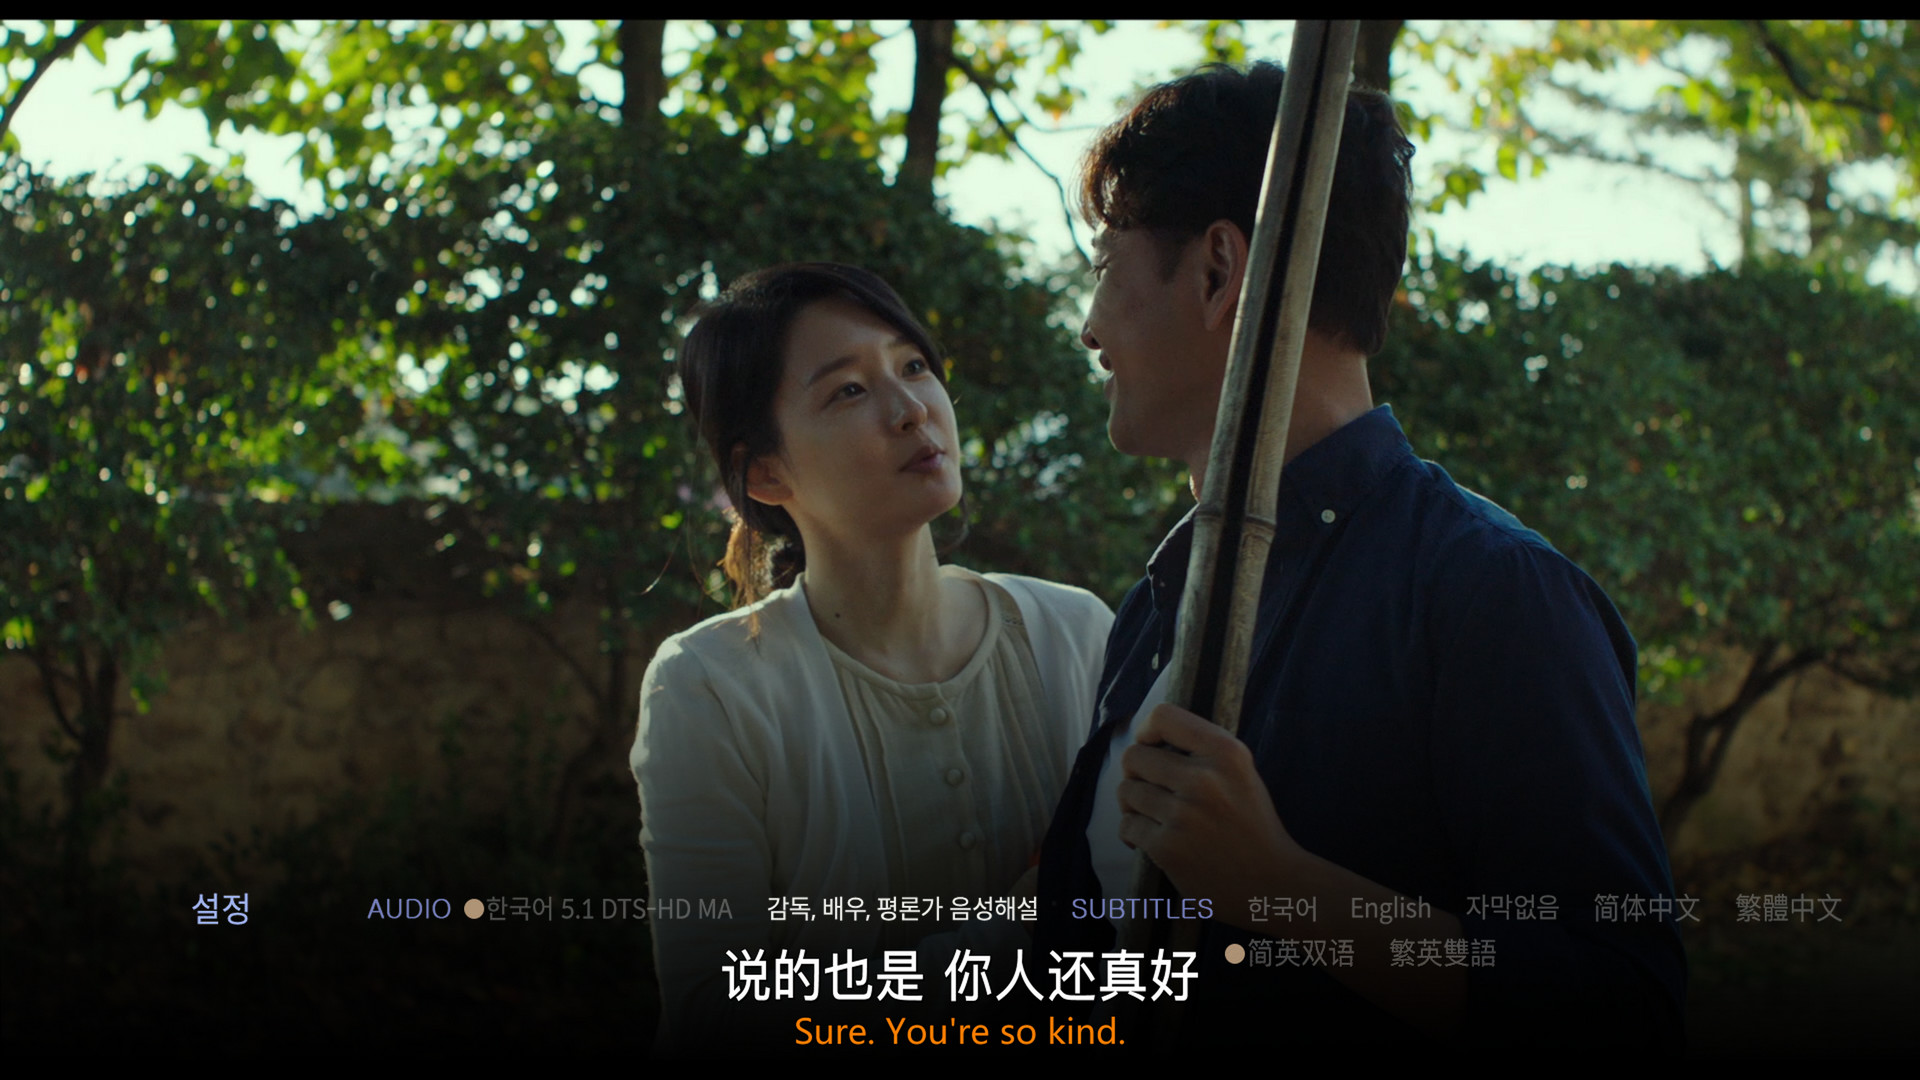 설정 AUDIO 한국어 5.1 DTS-HD MA 감독, 배우, 평론가 음성해설 SUBTITLES 한국어 English 자막없음 简体中文 繁體中文
简英双语 繁英雙語
说的也是 你人还真好
Sure. You're so kind.